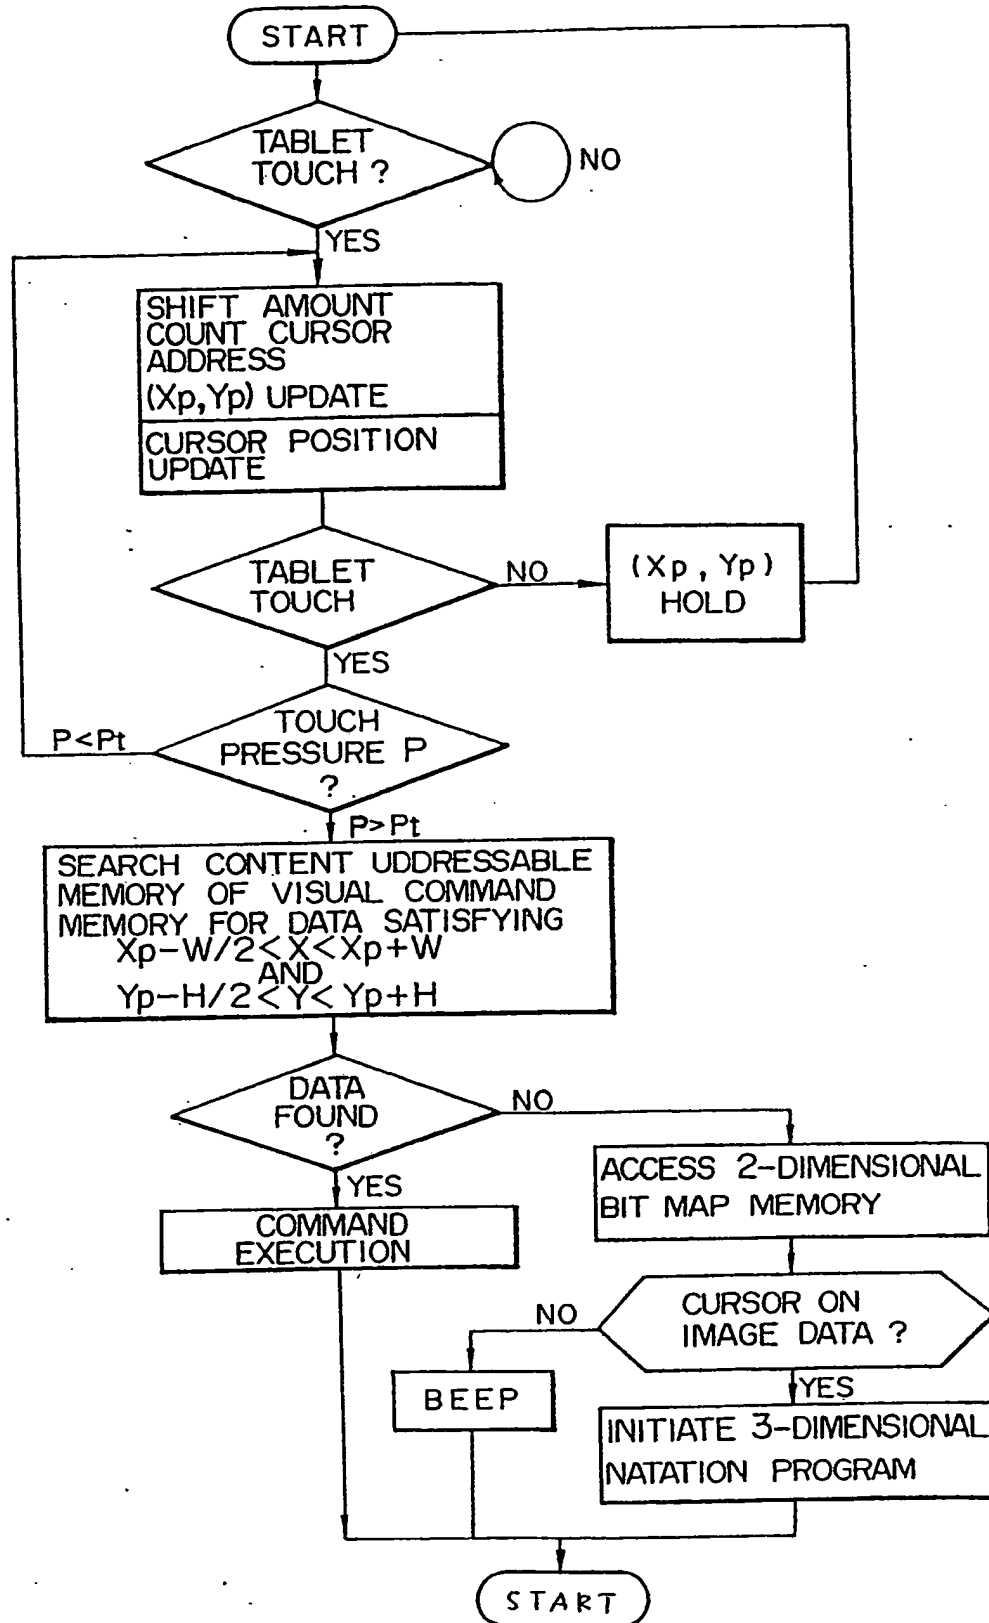 START
TABLET
TOUCH ?
NO
YES
SHIFT AMOUNT
COUNT CURSOR
ADDRESS
(Xp,Yp) UPDATE
CURSOR POSITION
UPDATE
TABLET
TOUCH
NO
(Xp, Yp)
HOLD
YES
TOUCH
PRESSURE P
?
P<Pt
P>Pt
SEARCH CONTENT UDDRESSABLE
MEMORY OF VISUAL COMMAND
MEMORY FOR DATA SATISFYING
Xp-W/2<X<Xp+W
AND
Yp-H/2<Y<Yp+H
DATA
FOUND
?
NO
YES
COMMAND
EXECUTION
ACCESS 2-DIMENSIONAL
BIT MAP MEMORY
CURSOR ON
IMAGE DATA ?
NO
YES
BEEP
INITIATE 3-DIMENSIONAL
NATATION PROGRAM
START